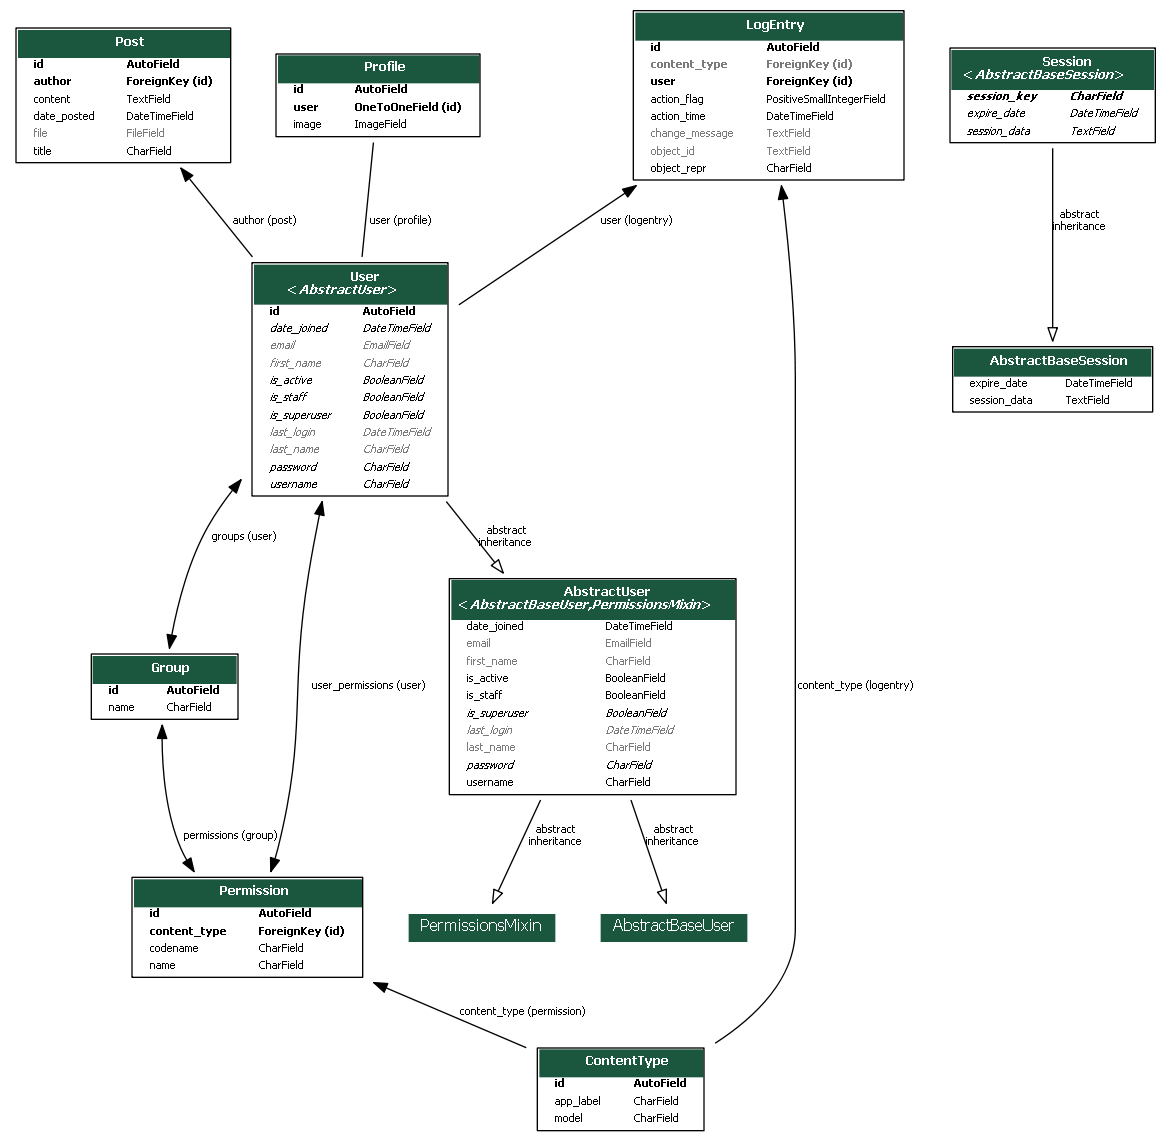 Post
id AutoField
author ForeignKey (id)
content TextField
date_posted DateTimeField
file FileField
title CharField
Profile
id AutoField
user OneToOneField (id)
image ImageField
LogEntry
id AutoField
content_type ForeignKey (id)
user ForeignKey (id)
action_flag PositiveSmallIntegerField
action_time DateTimeField
change_message TextField
object_id TextField
object_repr CharField
Session
<AbstractBaseSession>
session_key CharField
expire_date DateTimeField
session_data TextField
author (post)
user (profile)
user (logentry)
abstract
inheritance
User
<AbstractUser>
id AutoField
date_joined DateTimeField
email EmailField
first_name CharField
is_active BooleanField
is_staff BooleanField
is_superuser BooleanField
last_login DateTimeField
last_name CharField
password CharField
username CharField
AbstractBaseSession
expire_date DateTimeField
session_data TextField
groups (user)
abstract
inheritance
AbstractUser
<AbstractBaseUser,PermissionsMixin>
date_joined DateTimeField
email EmailField
first_name CharField
is_active BooleanField
is_staff BooleanField
is_superuser BooleanField
last_login DateTimeField
last_name CharField
password CharField
username CharField
Group
id AutoField
name CharField
user_permissions (user)
content_type (logentry)
permissions (group)
abstract
inheritance
abstract
inheritance
Permission
id AutoField
content_type ForeignKey (id)
codename CharField
name CharField
PermissionsMixin
AbstractBaseUser
content_type (permission)
ContentType
id AutoField
app_label CharField
model CharField